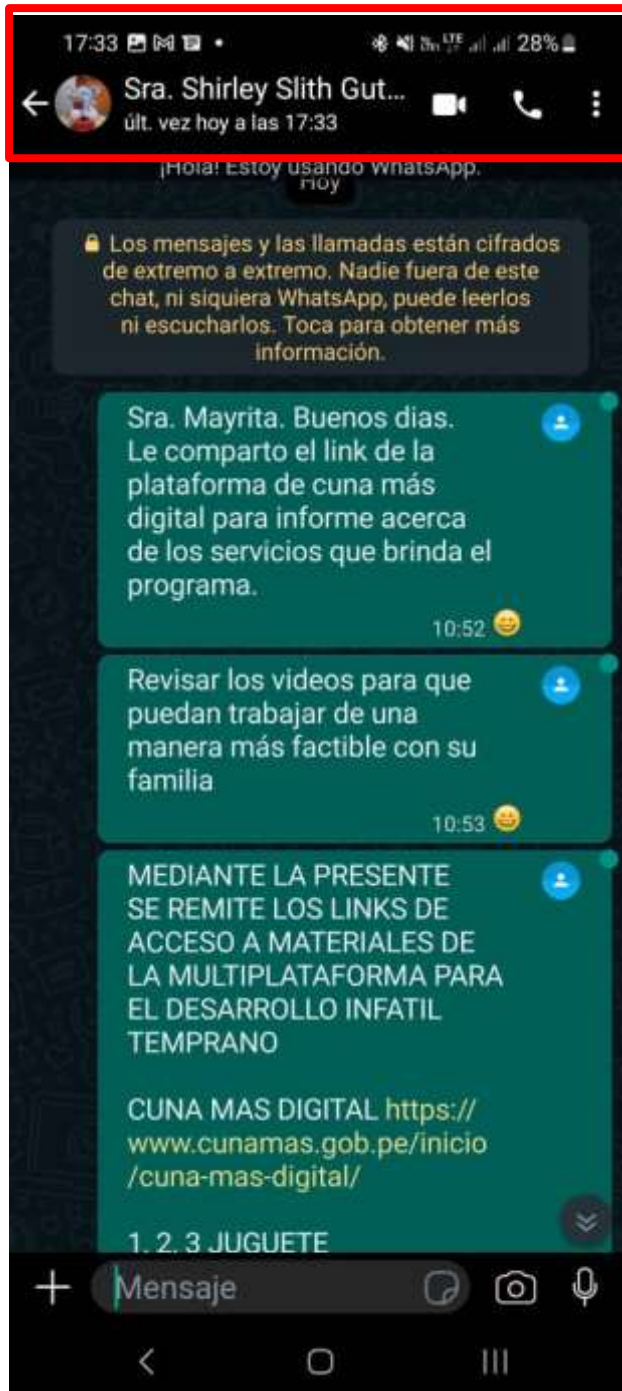 17:33 28%
Sra. Shirley Slith Gut...
últ. vez hoy a las 17:33
¡Hola! Estoy usando WhatsApp.
Hoy
Los mensajes y las llamadas están cifrados
de extremo a extremo. Nadie fuera de este
chat, ni siquiera WhatsApp, puede leerlos
ni escucharlos. Toca para obtener más
información.
Sra. Mayrita. Buenos dias.
Le comparto el link de la
plataforma de cuna más
digital para informe acerca
de los servicios que brinda el
programa.
10:52
Revisar los videos para que
puedan trabajar de una
manera más factible con su
familia
10:53
MEDIANTE LA PRESENTE
SE REMITE LOS LINKS DE
ACCESO A MATERIALES DE
LA MULTIPLATAFORMA PARA
EL DESARROLLO INFATIL
TEMPRANO
CUNA MAS DIGITAL https://
www.cunamas.gob.pe/inicio
/cuna-mas-digital/
1, 2, 3 JUGUETE
Mensaje